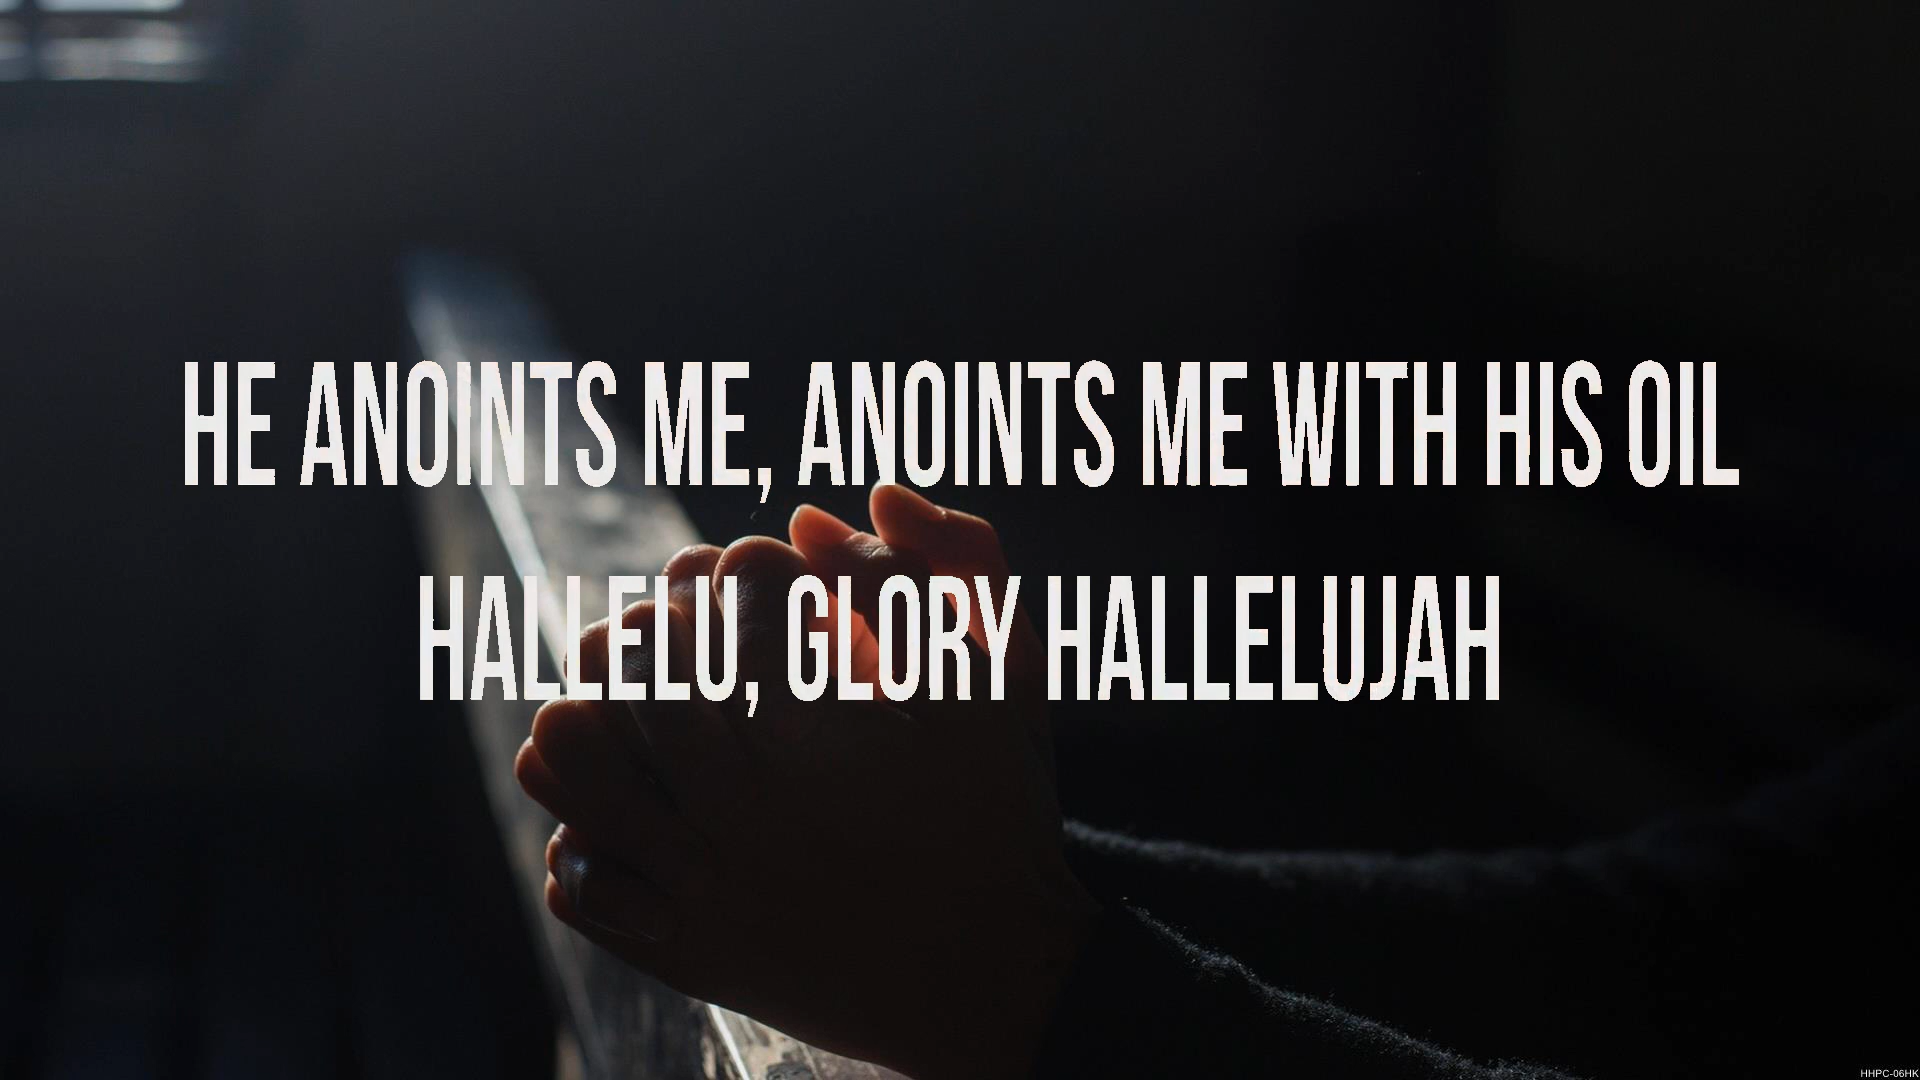 HE ANOINTS ME, ANOINTS ME WITH HIS OIL
HALLELU, GLORY HALLELUJAH
HHPC-06HK